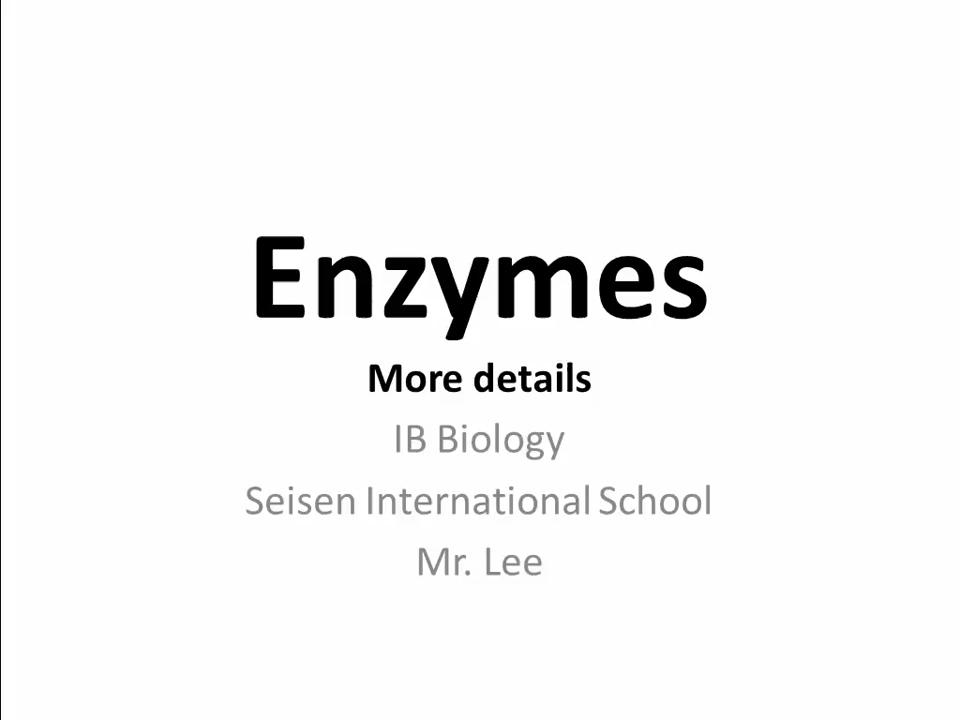 Enzymes
More details
IB Biology
Seisen International School
Mr. Lee